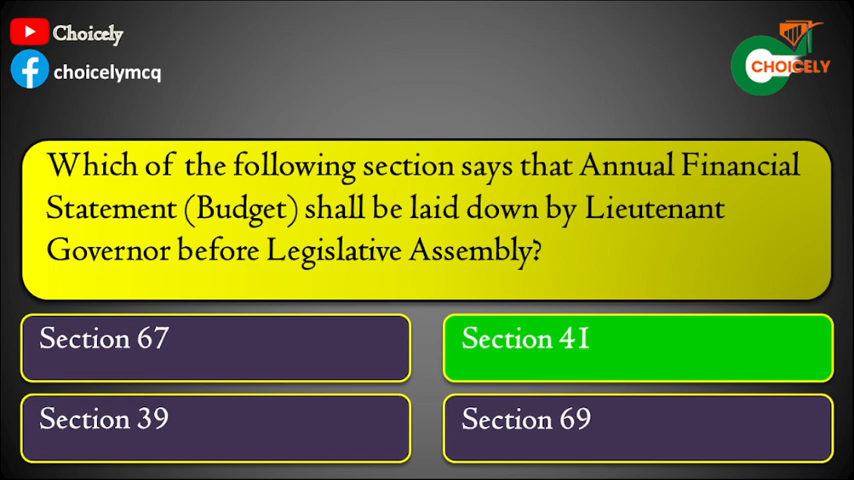 Choicely
choicelymcq
CHOICELY
Which of the following section says that Annual Financial
Statement (Budget) shall be laid down by Lieutenant
Governor before Legislative Assembly?
Section 67
Section 41
Section 39
Section 69